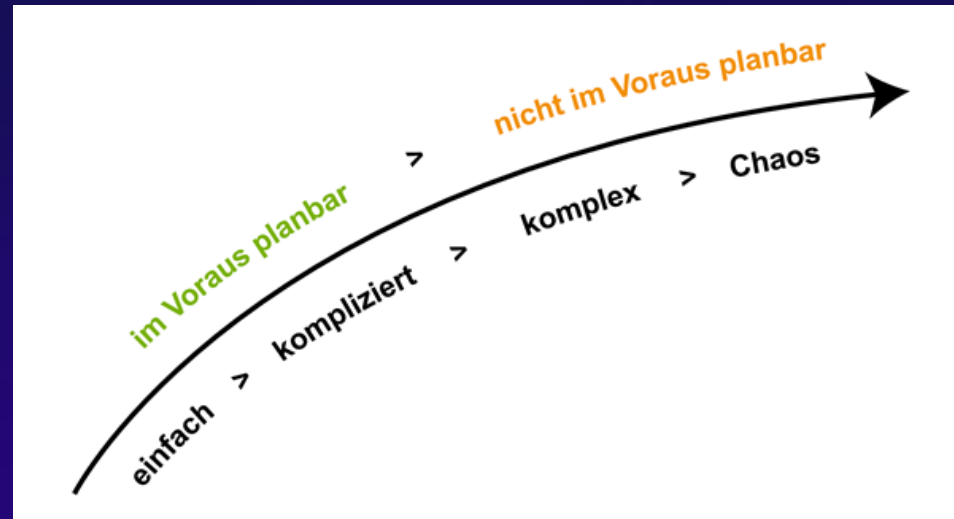 im Voraus planbar > nicht im Voraus planbar
einfach > kompliziert > komplex > Chaos